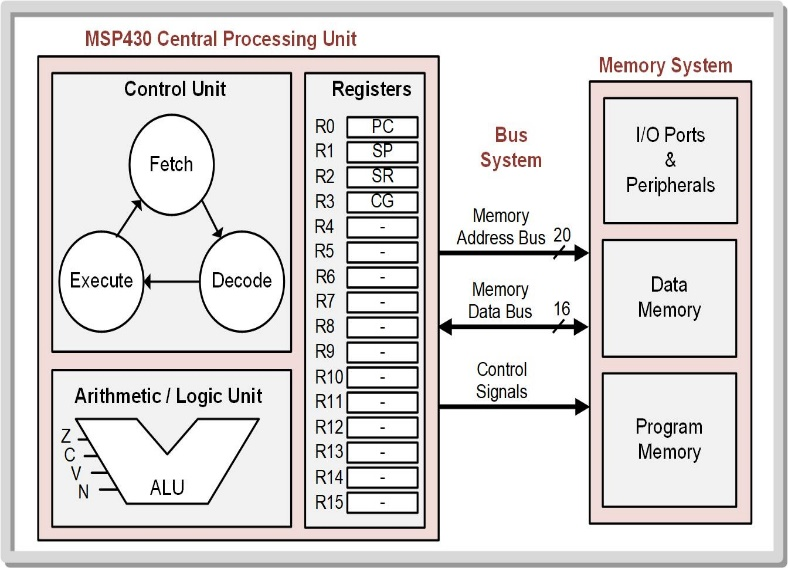 MSP430 Central Processing Unit
Control Unit
Fetch
Execute
Decode
Arithmetic / Logic Unit
Z
C
V
N
ALU
Registers
R0 PC
R1 SP
R2 SR
R3 CG
R4 -
R5 -
R6 -
R7 -
R8 -
R9 -
R10 -
R11 -
R12 -
R13 -
R14 -
R15 -
Bus
System
Memory
Address Bus 20
Memory
Data Bus 16
Control
Signals
Memory System
I/O Ports
&
Peripherals
Data
Memory
Program
Memory